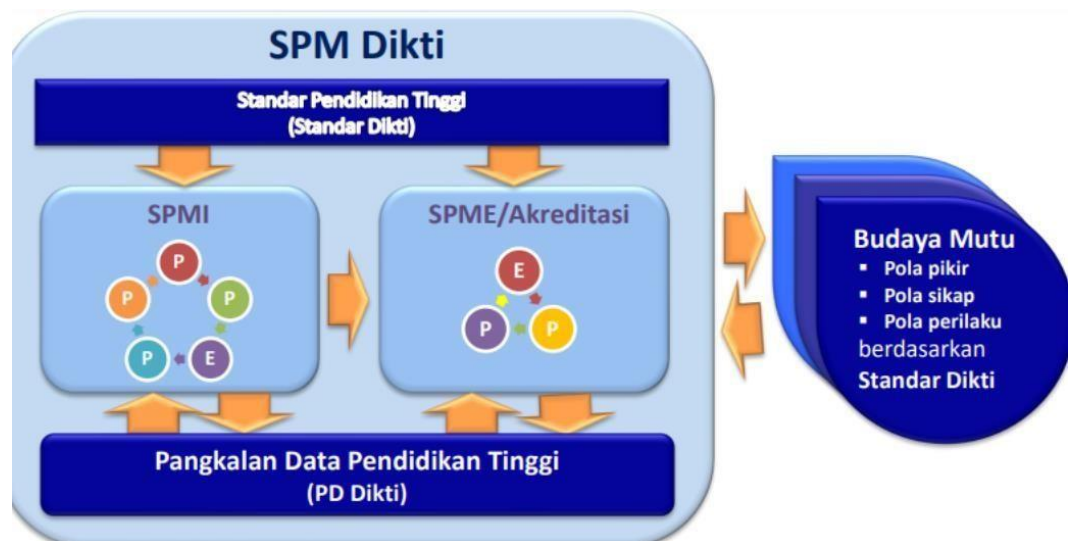 SPM Dikti
Standar Pendidikan Tinggi
(Standar Dikti)
SPMI
P
P
P
P
E
SPME/Akreditasi
E
P
P
Budaya Mutu
▪ Pola pikir
▪ Pola sikap
▪ Pola perilaku
berdasarkan
Standar Dikti
Pangkalan Data Pendidikan Tinggi
(PD Dikti)